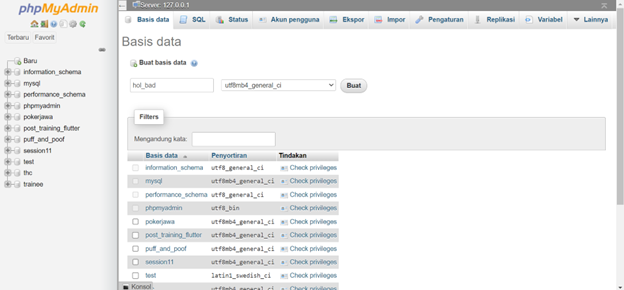 phpMyAdmin
Terbaru Favorit
Baru
information_schema
mysql
performance_schema
phpmyadmin
pokerjawa
post_training_flutter
puff_and_poof
session11
test
thc
trainee
Server: 127.0.0.1
Basis data SQL Status Akun pengguna Ekspor Impor Pengaturan Replikasi Variabel Lainnya
Basis data
Buat basis data
hol_bad utf8mb4_general_ci Buat
Filters
Mengandung kata:
Basis data Penyortiran Tindakan
information_schema utf8_general_ci Check privileges
mysql utf8mb4_general_ci Check privileges
performance_schema utf8_general_ci Check privileges
phpmyadmin utf8_bin Check privileges
pokerjawa utf8mb4_general_ci Check privileges
post_training_flutter utf8mb4_general_ci Check privileges
puff_and_poof utf8mb4_general_ci Check privileges
session11 utf8mb4_general_ci Check privileges
test latin1_swedish_ci Check privileges
Konsol utf8mb4_general_ci Check privileges